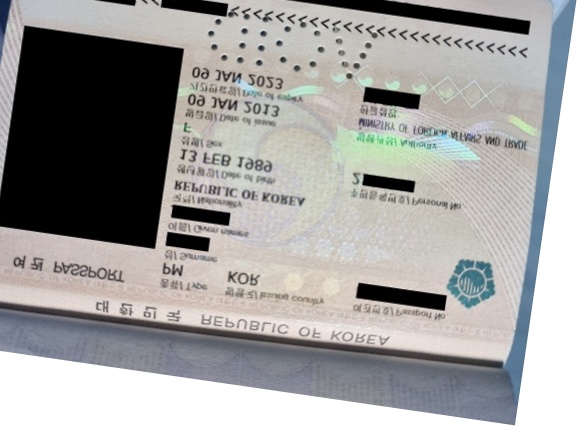 대 한 민 국 REPUBLIC OF KOREA
여 권 PASSPORT
종류/ Type 발행국/ Issuing country 여권번호/ Passport No.
PM KOR
성/ Surname
이름/ Given names
국적/ Nationality
REPUBLIC OF KOREA
생년월일/ Date of birth 주민등록번호/ Personal No.
13 FEB 1989 2
성별/ Sex 발행관청/ Authority
F MINISTRY OF FOREIGN AFFAIRS AND TRADE
발급일/ Date of issue 한글성명
09 JAN 2013
기간만료일/ Date of expiry
09 JAN 2023